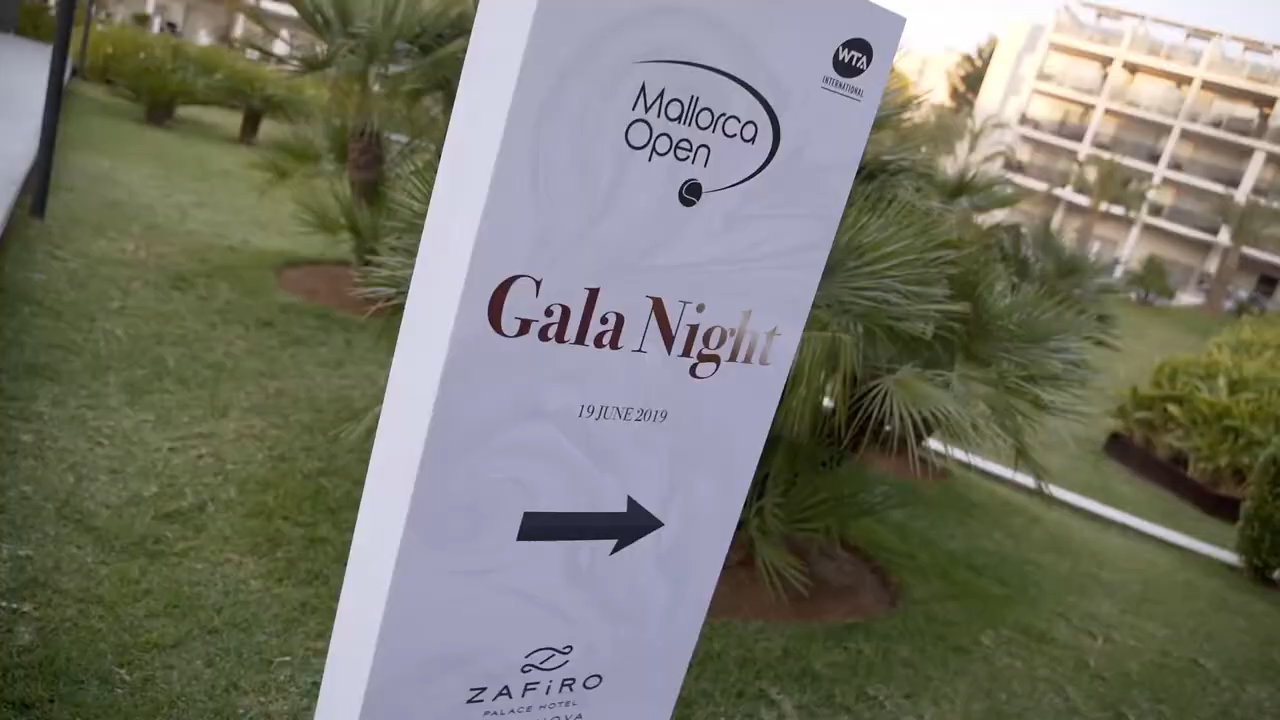 WTA
INTERNATIONAL
Mallorca
Open
Gala Night
19 JUNE 2019
ZAFiRO
PALACE HOTEL